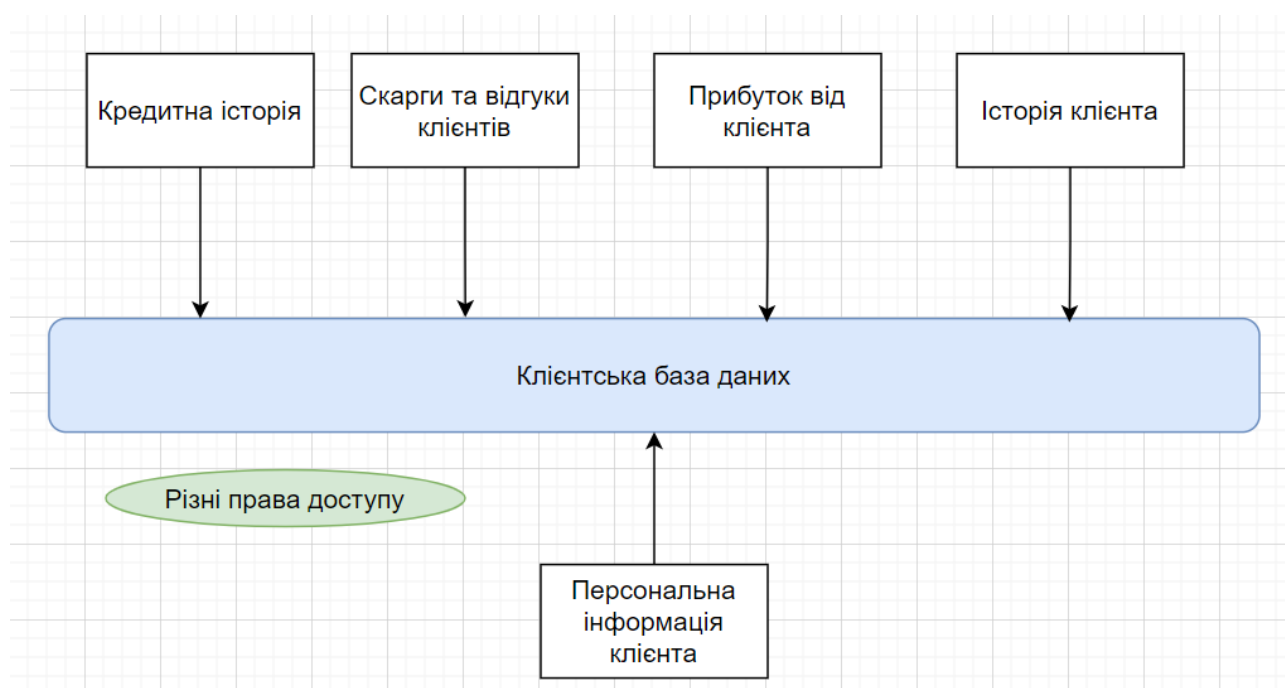 Кредитна історія
Скарги та відгуки
клієнтів
Прибуток від
клієнта
Історія клієнта
Клієнтська база даних
Різні права доступу
Персональна
інформація
клієнта